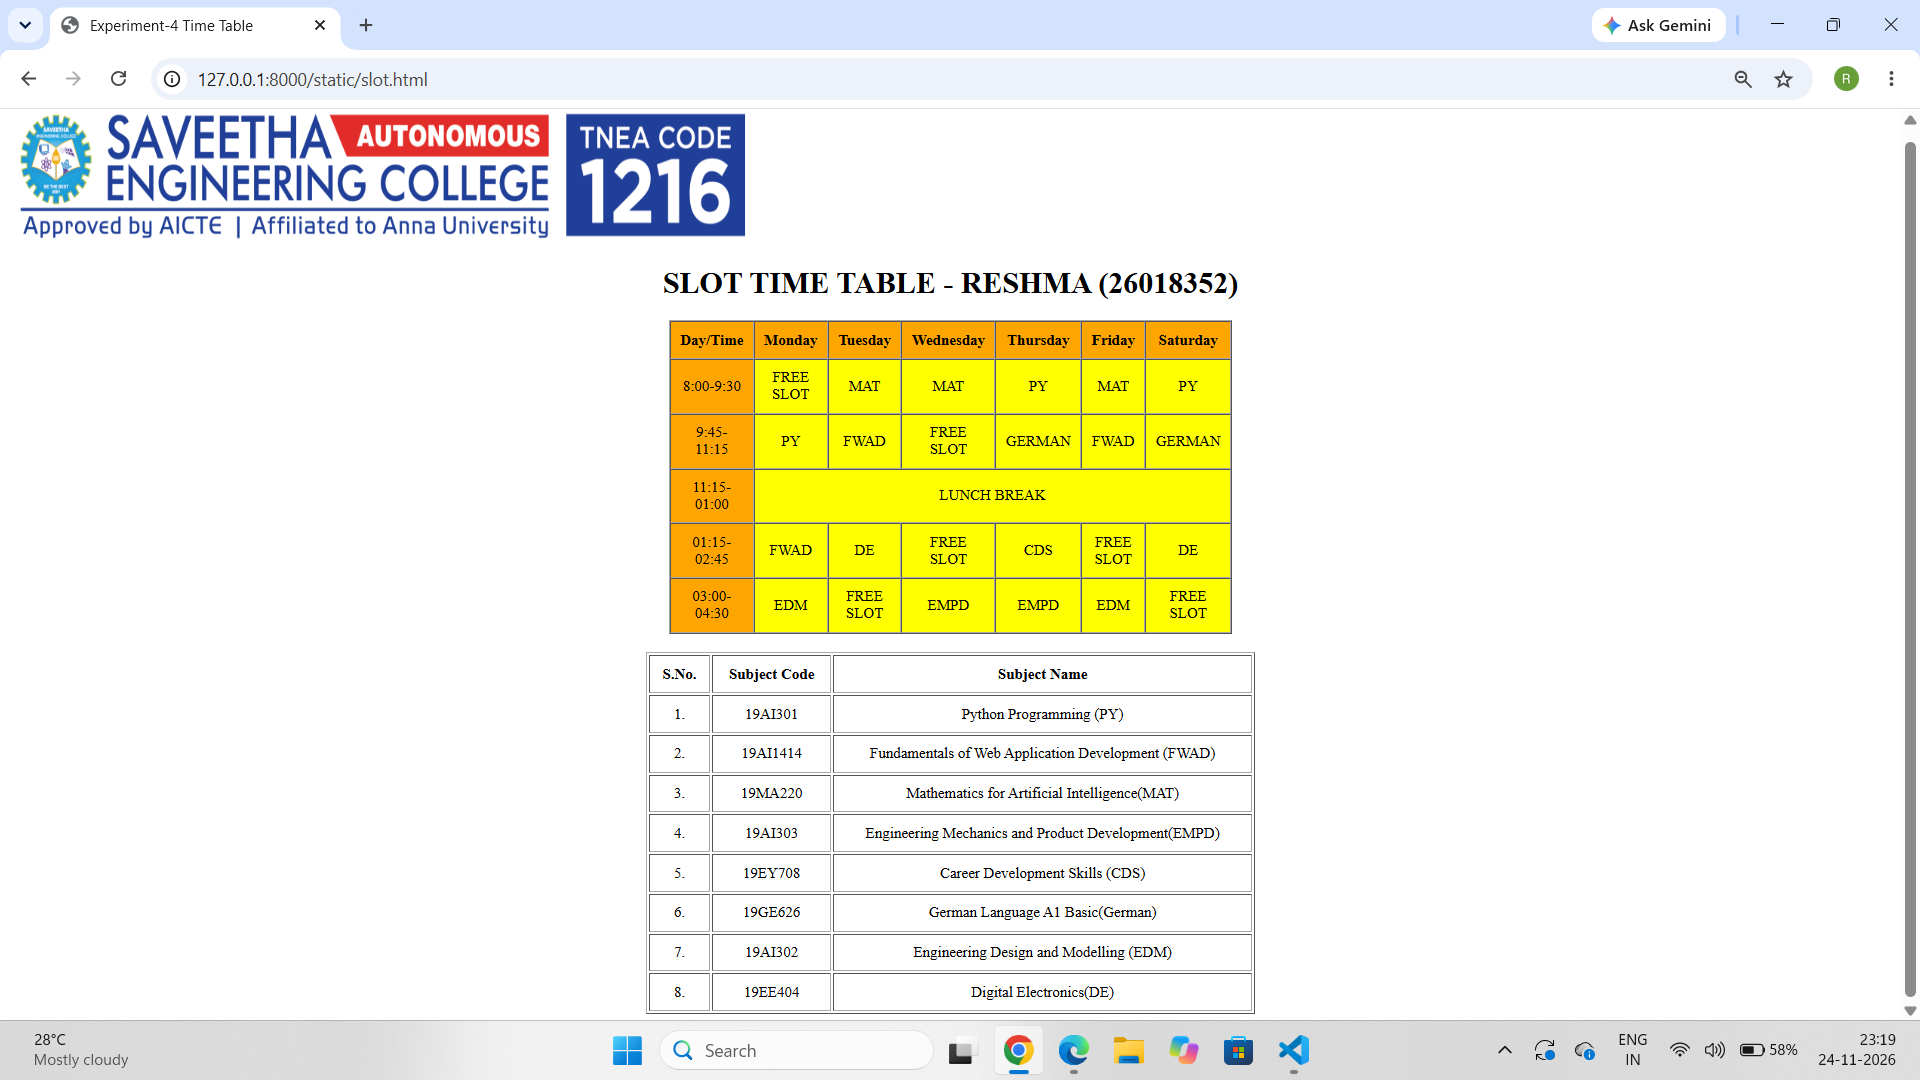 Experiment-4 Time Table
Ask Gemini
127.0.0.1:8000/static/slot.html
R
SAVEETHA AUTONOMOUS
ENGINEERING COLLEGE
Approved by AICTE | Affiliated to Anna University
TNEA CODE
1216
SLOT TIME TABLE - RESHMA (26018352)
Day/Time Monday Tuesday Wednesday Thursday Friday Saturday
8:00-9:30 FREE SLOT MAT MAT PY MAT PY
9:45-11:15 PY FWAD FREE SLOT GERMAN FWAD GERMAN
11:15-01:00 LUNCH BREAK
01:15-02:45 FWAD DE FREE SLOT CDS FREE SLOT DE
03:00-04:30 EDM FREE SLOT EMPD EMPD EDM FREE SLOT
S.No. Subject Code Subject Name
1. 19AI301 Python Programming (PY)
2. 19AI1414 Fundamentals of Web Application Development (FWAD)
3. 19MA220 Mathematics for Artificial Intelligence(MAT)
4. 19AI303 Engineering Mechanics and Product Development(EMPD)
5. 19EY708 Career Development Skills (CDS)
6. 19GE626 German Language A1 Basic(German)
7. 19AI302 Engineering Design and Modelling (EDM)
8. 19EE404 Digital Electronics(DE)
28°C
Mostly cloudy
Search
ENG
IN
58%
23:19
24-11-2026